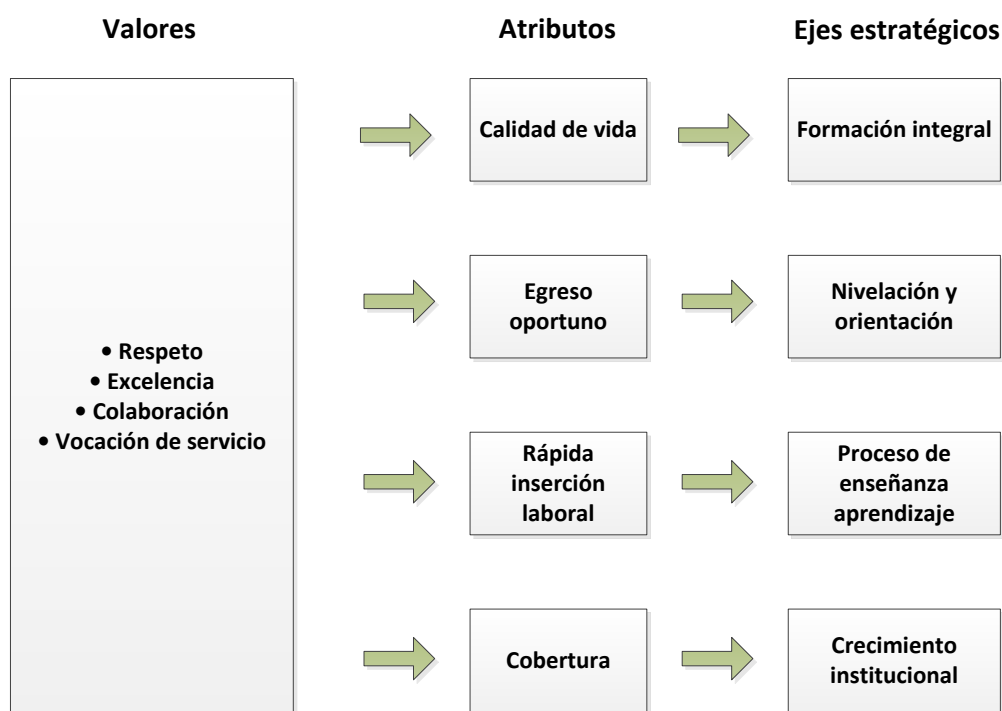 Valores
Atributos
Ejes estratégicos
• Respeto
• Excelencia
• Colaboración
• Vocación de servicio
Calidad de vida
Formación integral
Egreso
oportuno
Nivelación y
orientación
Rápida
inserción
laboral
Proceso de
enseñanza
aprendizaje
Cobertura
Crecimiento
institucional